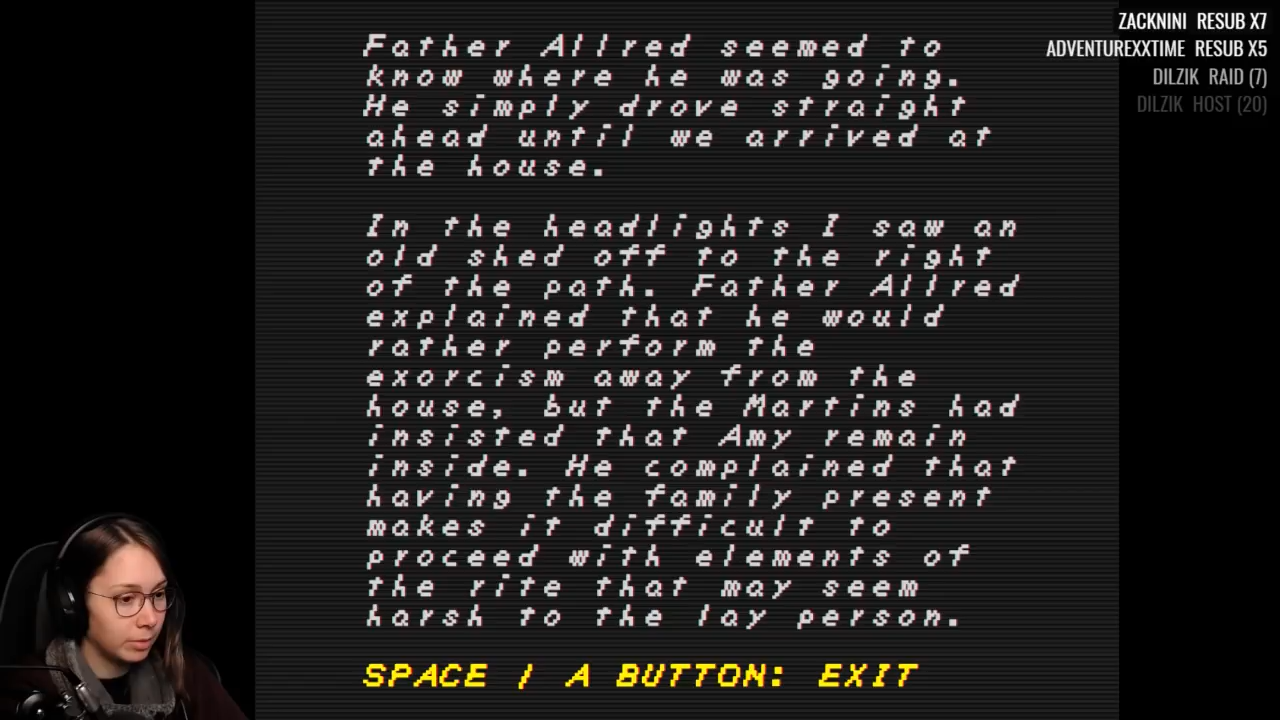 Father Allred seemed to
know where he was going.
He simply drove straight
ahead until we arrived at
the house.
In the headlights I saw an
old shed off to the right
of the path. Father Allred
explained that he would
rather perform the
exorcism away from the
house, but the Martins had
insisted that Amy remain
inside. He complained that
having the family present
makes it difficult to
proceed with elements of
the rite that may seem
harsh to the lay person.
SPACE / A BUTTON: EXIT
ZACKNINI RESUB X7
ADVENTUREXXTIME RESUB X5
DILZIK RAID (7)
DILZIK HOST (20)